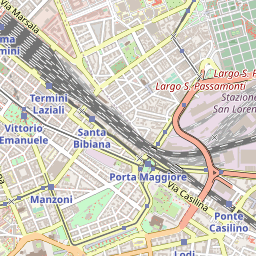 Via Marsala
Largo S. Passamonti
Largo S. P
Termini
Laziali
Stazione
San Loren
Vittorio
Emanuele
Santa
Bibiana
Porta Maggiore
Manzoni
Via Casilina
Ponte
Casilino
Lodi